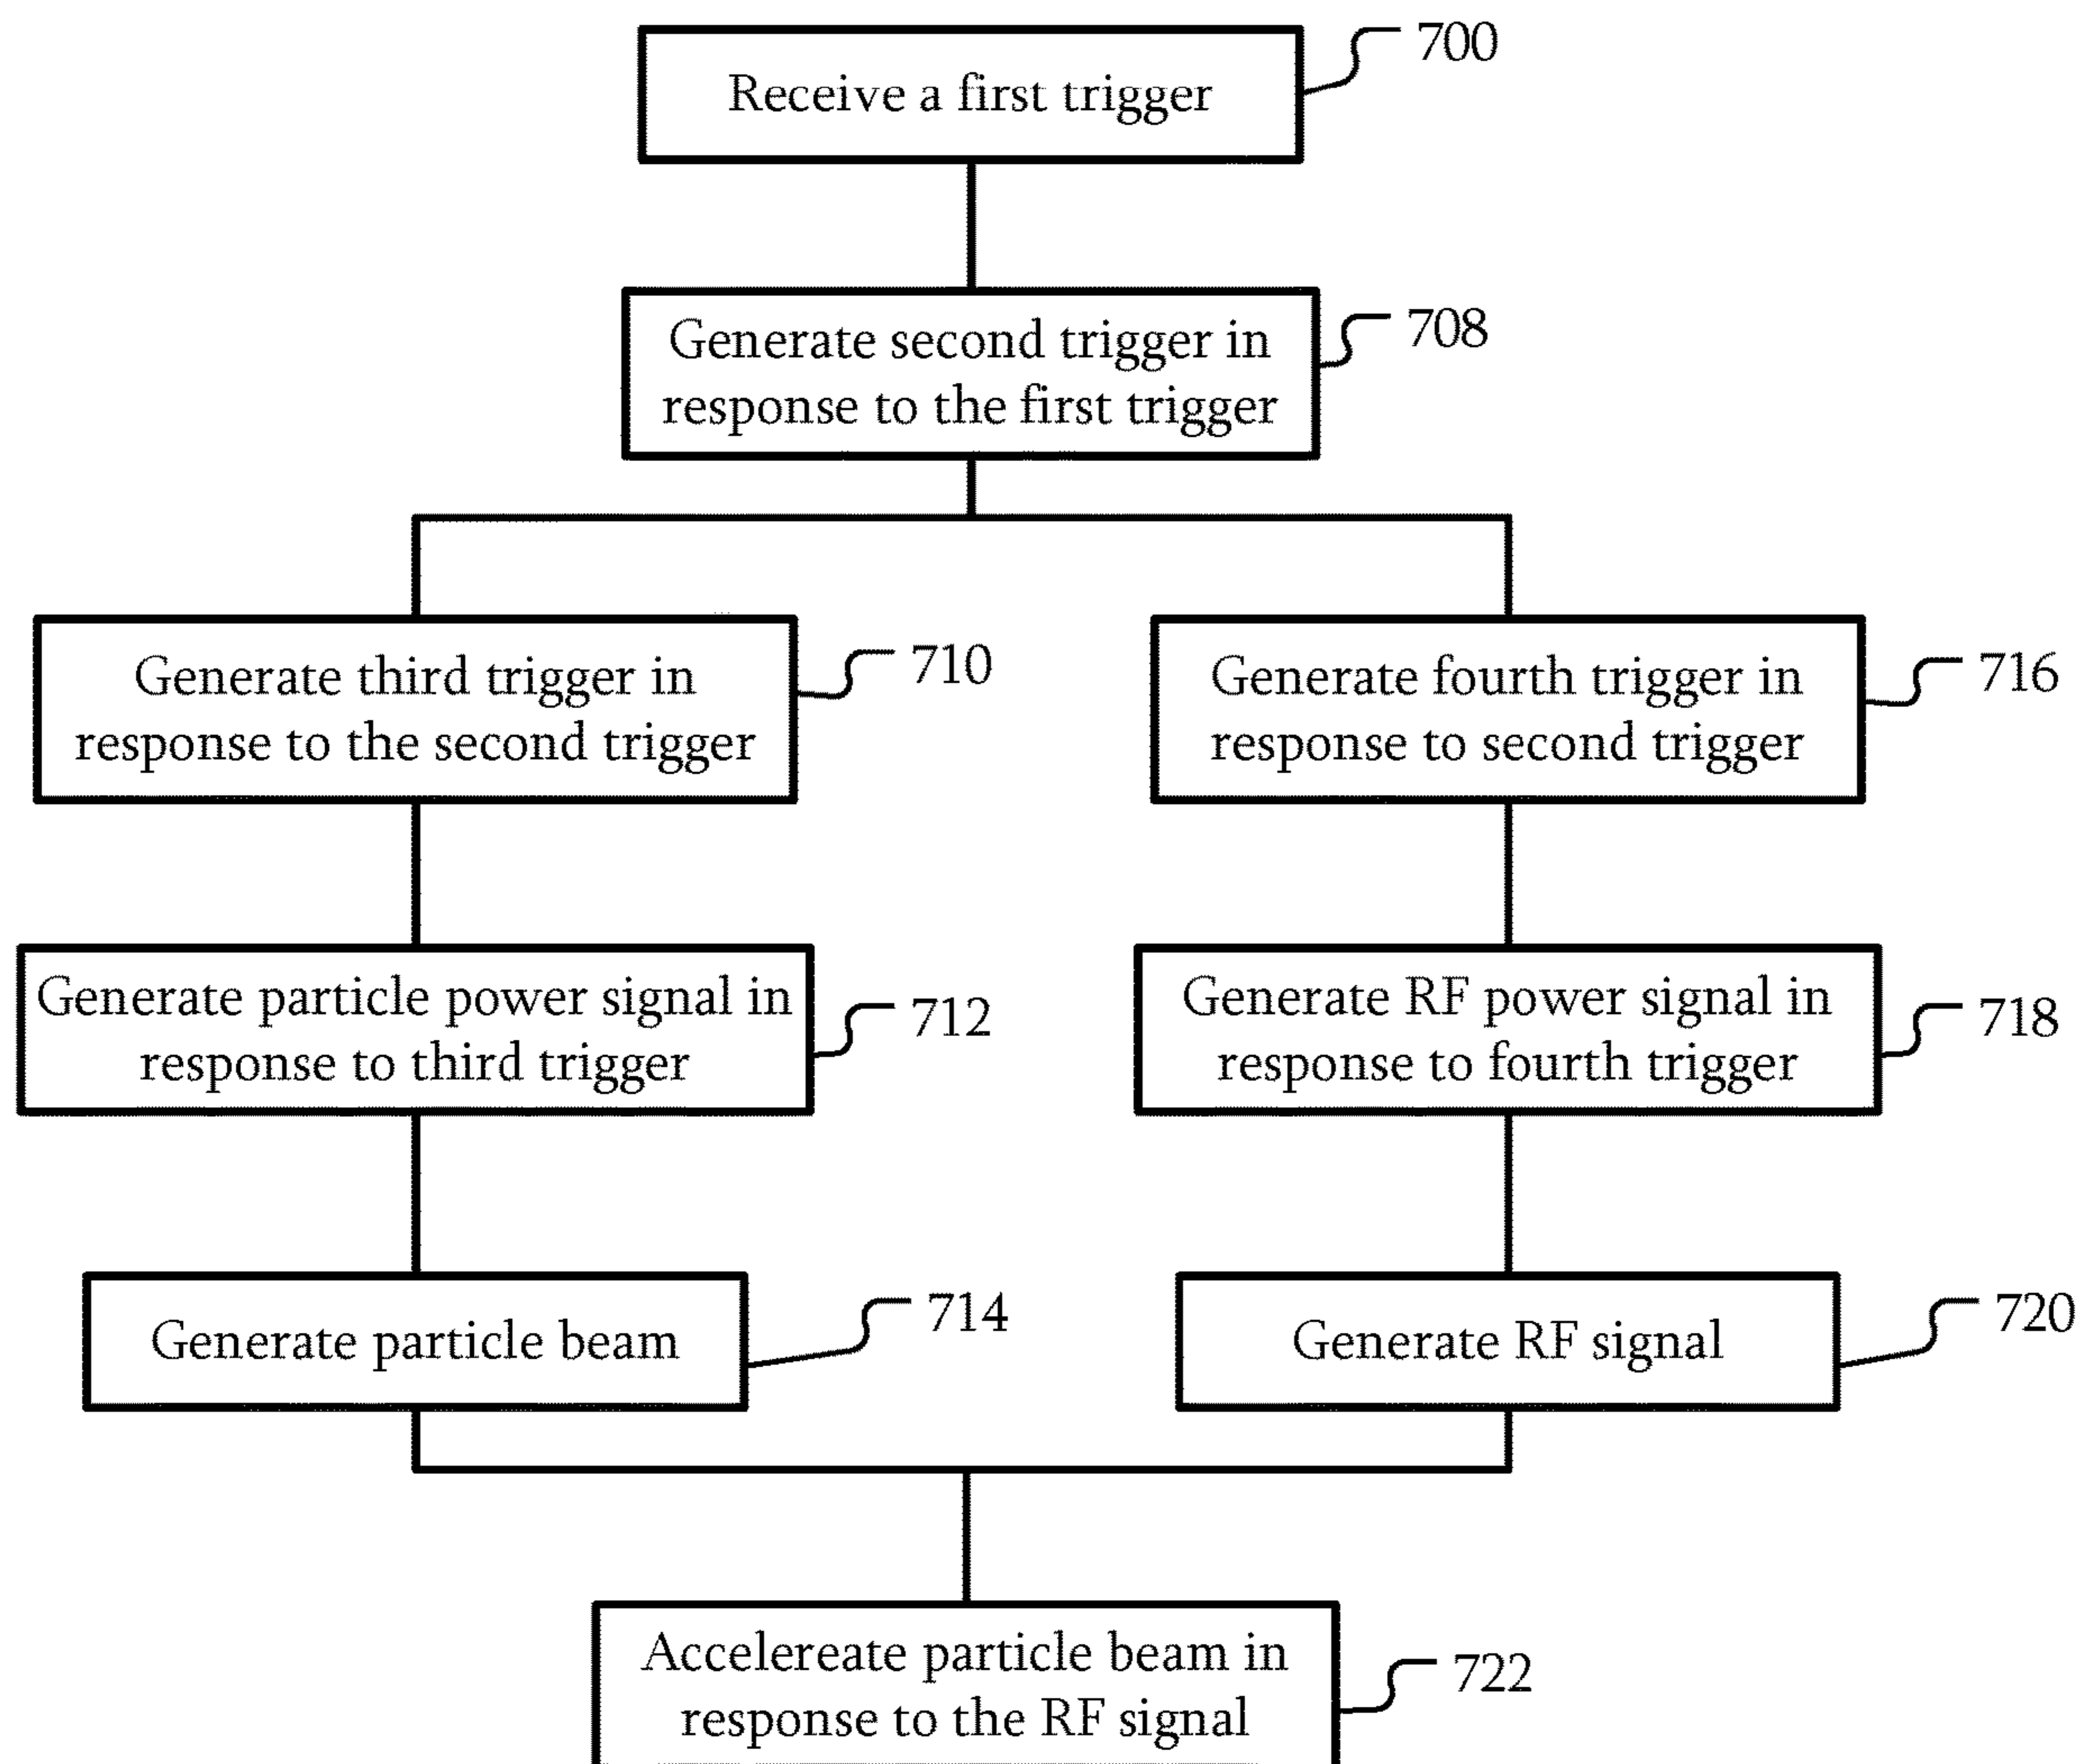 Receive a first trigger
700
Generate second trigger in
response to the first trigger
708
Generate third trigger in
response to the second trigger
710
Generate fourth trigger in
response to second trigger
716
Generate particle power signal in
response to third trigger
712
Generate RF power signal in
response to fourth trigger
718
Generate particle beam
714
Generate RF signal
720
Accelereate particle beam in
response to the RF signal
722